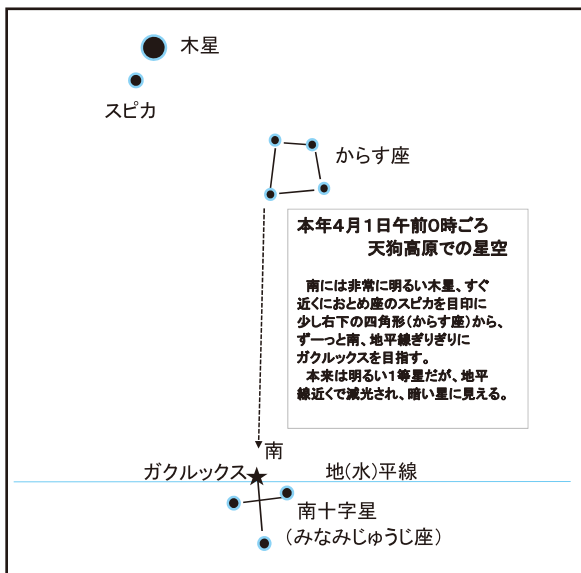 木星
スピカ
からす座
本年4月1日午前0時ごろ
天狗高原での星空
南には非常に明るい木星、すぐ
近くにおとめ座のスピカを目印に
少し右下の四角形(からす座)から、
ずーっと南、地平線ぎりぎりに
ガクルックスを目指す。
本来は明るい1等星だが、地平
線近くで減光され、暗い星に見える。
南
ガクルックス
地(水)平線
南十字星
(みなみじゅうじ座)